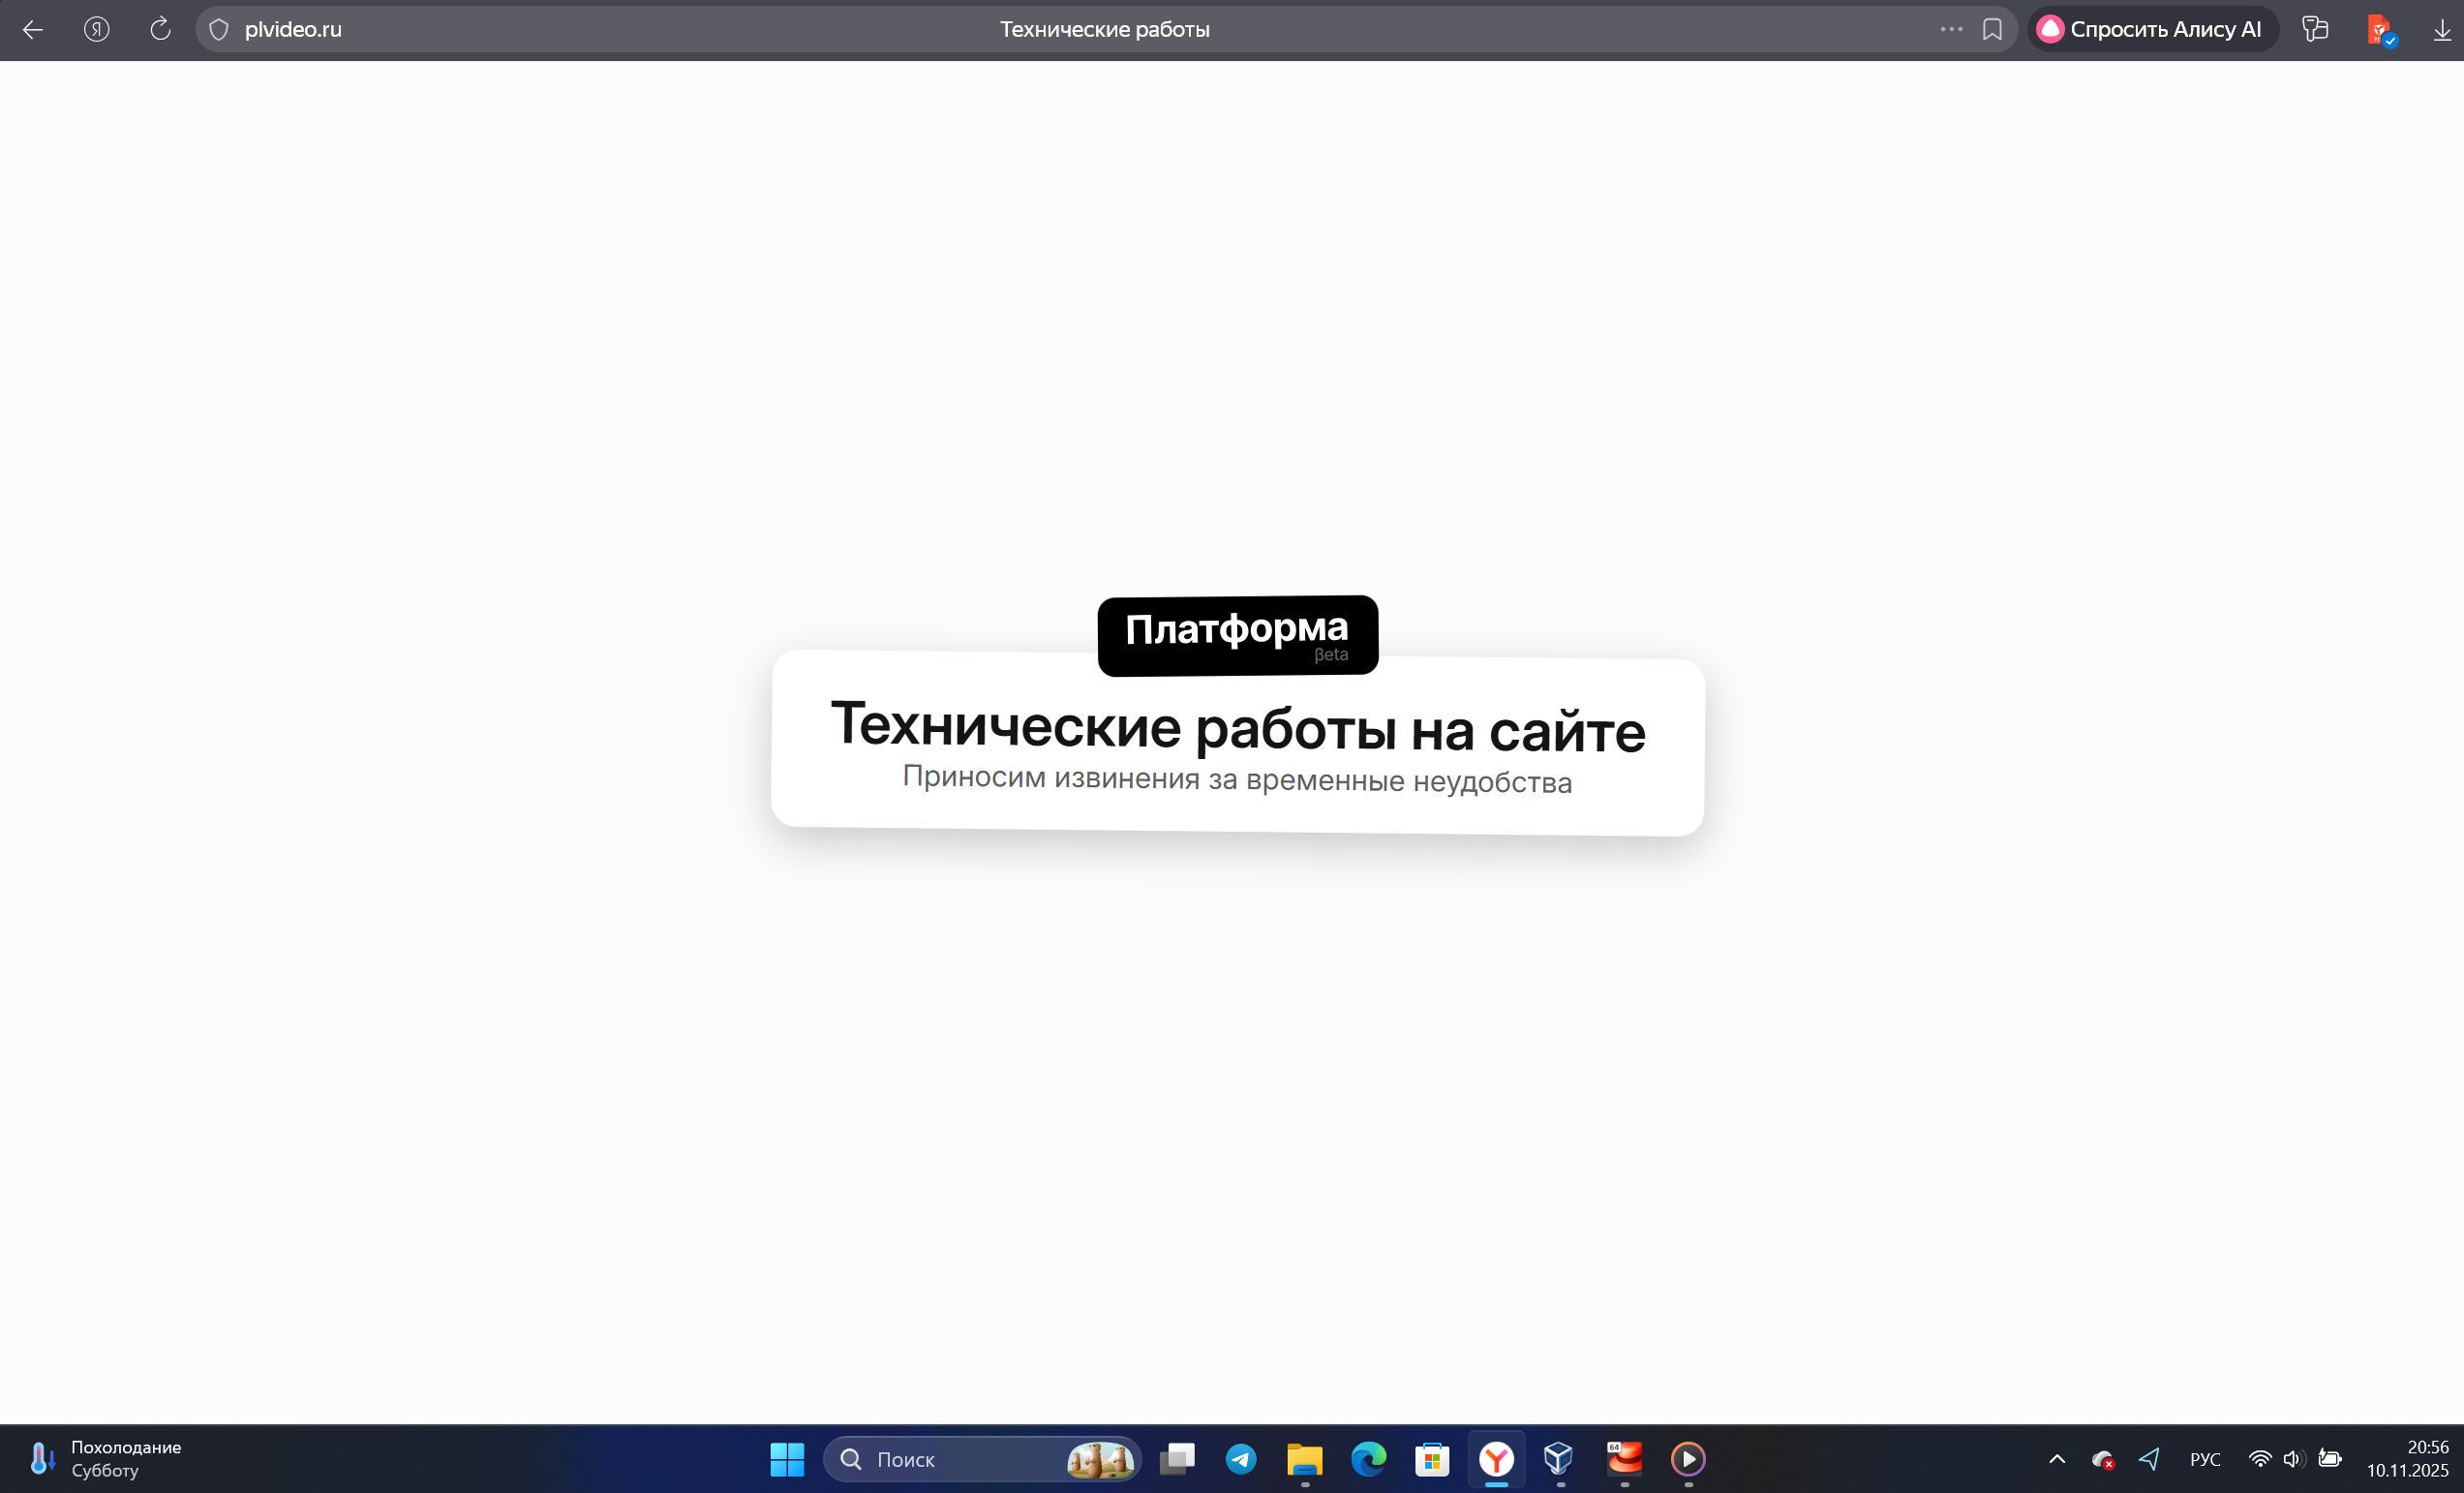 Я
plvideo.ru
Технические работы
Спросить Алису AI
Платформа
βeta
Технические работы на сайте
Приносим извинения за временные неудобства
Похолодание
Субботу
Поиск
64
РУС
20:56
10.11.2025